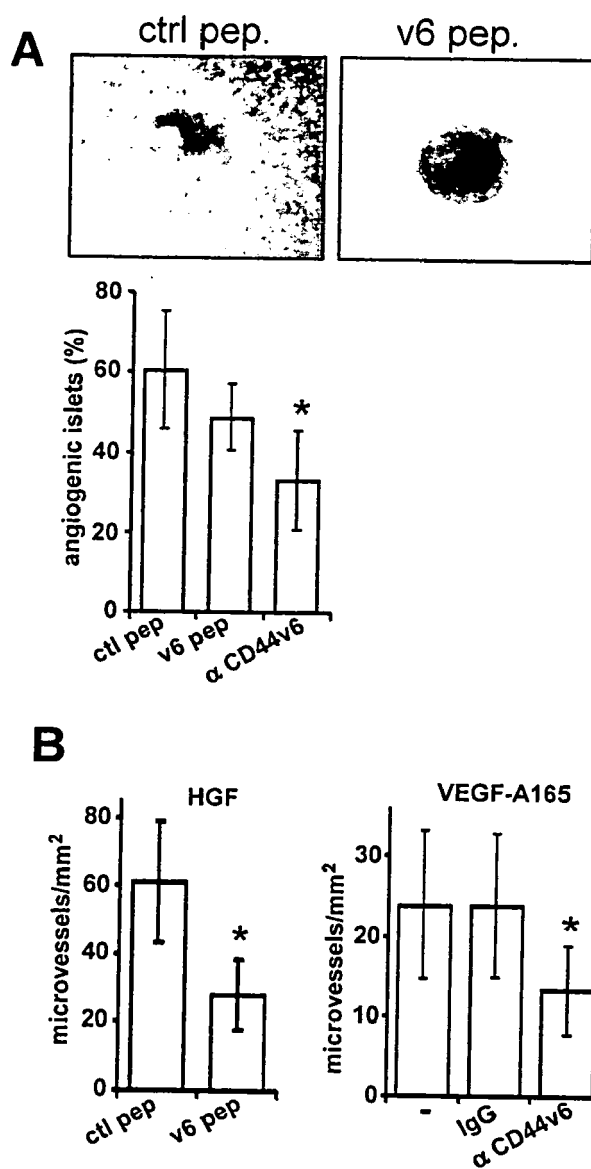 A
ctrl pep.
v6 pep.
angiogenic islets (%)
80
60
40
20
0
*
ctl pep
v6 pep
α CD44v6
B
HGF
microvessels/mm²
80
60
40
20
0
*
ctl pep
v6 pep
VEGF-A165
microvessels/mm²
30
20
10
0
*
-
IgG
α CD44v6